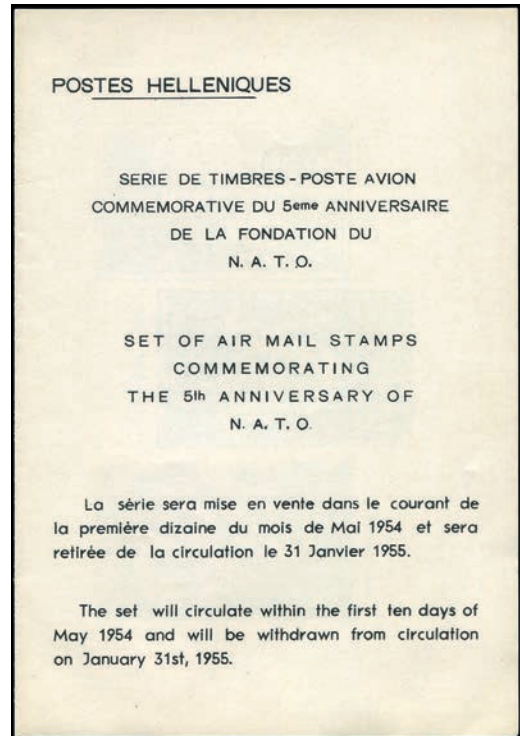 POSTES HELLENIQUES
SERIE DE TIMBRES - POSTE AVION
COMMEMORATIVE DU 5eme ANNIVERSAIRE
DE LA FONDATION DU
N. A. T. O.
SET OF AIR MAIL STAMPS
COMMEMORATING
THE 5th ANNIVERSARY OF
N. A. T. O.
La série sera mise en vente dans le courant de
la première dizaine du mois de Mai 1954 et sera
retirée de la circulation le 31 Janvier 1955.
The set will circulate within the first ten days of
May 1954 and will be withdrawn from circulation
on January 31st, 1955.